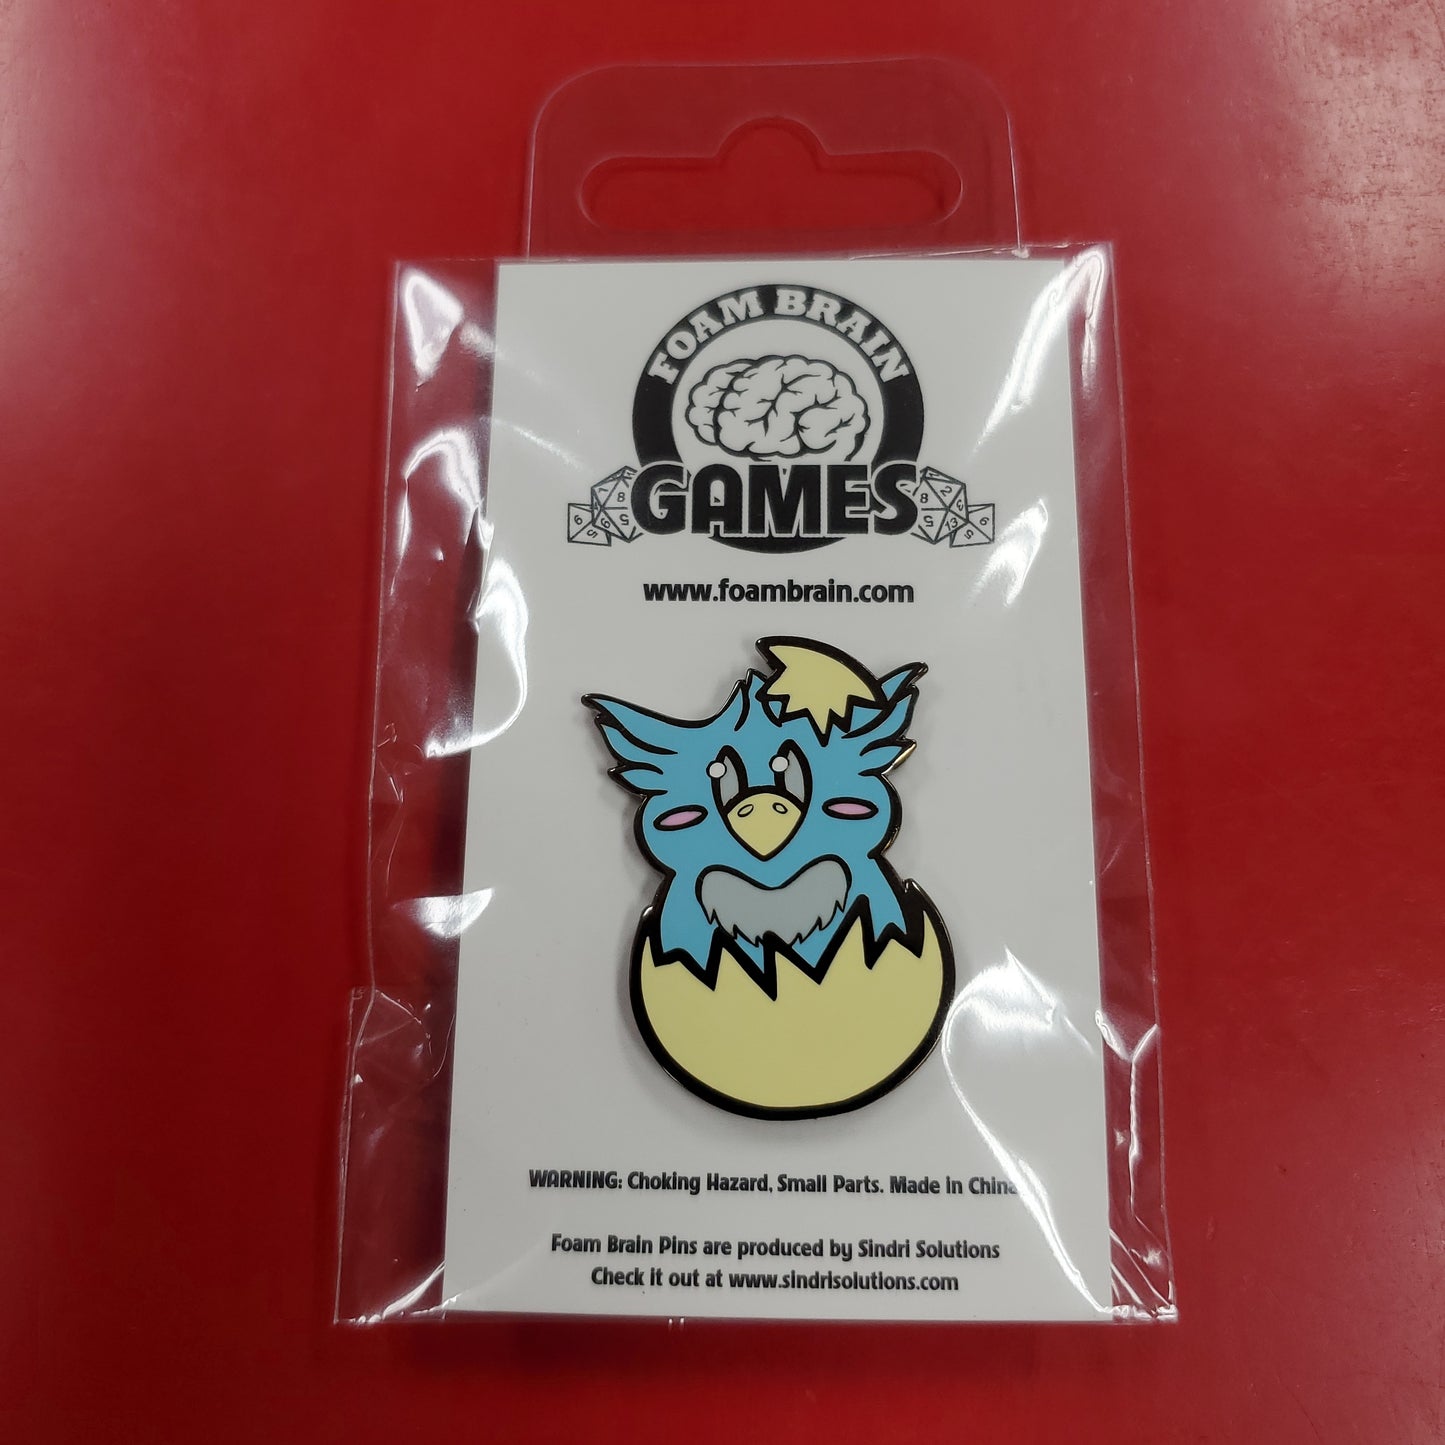 FOAM BRAIN
GAMES
www.foambrain.com
WARNING: Choking Hazard, Small Parts. Made in China
Foam Brain Pins are produced by Sindri Solutions
Check it out at www.sindrisolutions.com